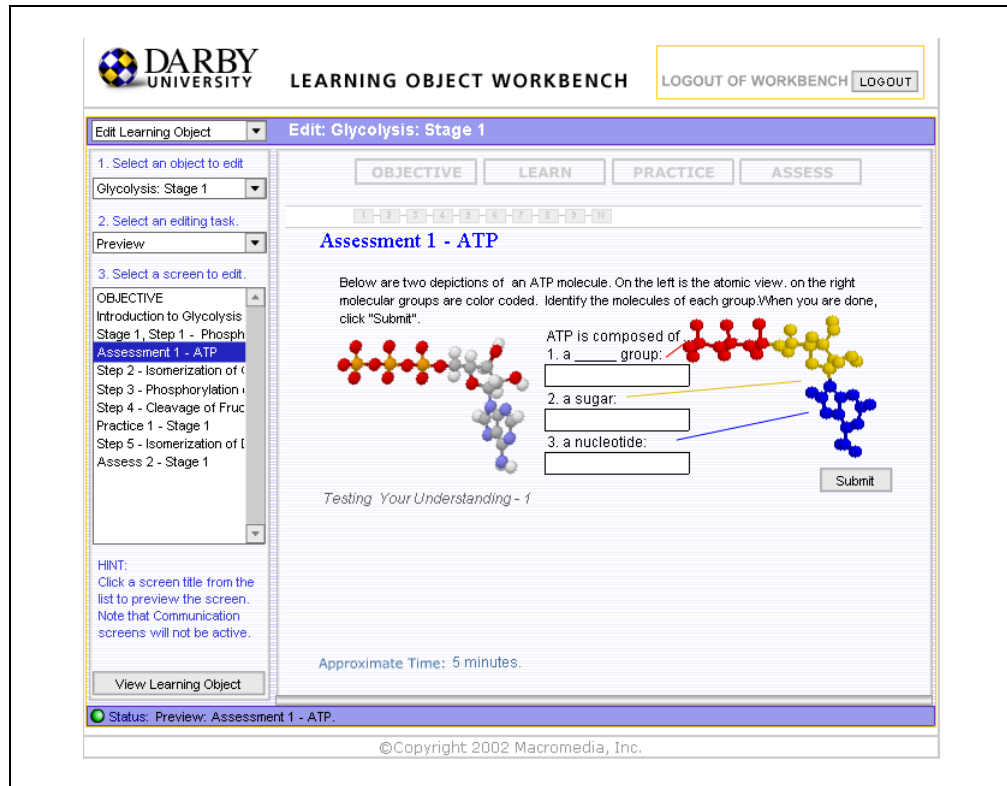 DARBY
UNIVERSITY
LEARNING OBJECT WORKBENCH
LOGOUT OF WORKBENCH LOGOUT
Edit Learning Object
Edit: Glycolysis: Stage 1
1. Select an object to edit
Glycolysis: Stage 1
2. Select an editing task.
Preview
3. Select a screen to edit.
OBJECTIVE
Introduction to Glycolysis
Stage 1, Step 1 - Phosph
Assessment 1 - ATP
Step 2 - Isomerization of
Step 3 - Phosphorylation
Step 4 - Cleavage of Fruc
Practice 1 - Stage 1
Step 5 - Isomerization of
Assess 2 - Stage 1
HINT:
Click a screen title from the
list to preview the screen.
Note that Communication
screens will not be active.
View Learning Object
OBJECTIVE LEARN PRACTICE ASSESS
1 2 3 4 5 6 7 8 9 10
Assessment 1 - ATP
Below are two depictions of an ATP molecule. On the left is the atomic view. on the right
molecular groups are color coded. Identify the molecules of each group.When you are done,
click "Submit".
ATP is composed of ...
1. a _____ group:
2. a sugar:
3. a nucleotide:
Submit
Testing Your Understanding - 1
Approximate Time: 5 minutes.
Status: Preview: Assessment 1 - ATP.
©Copyright 2002 Macromedia, Inc.